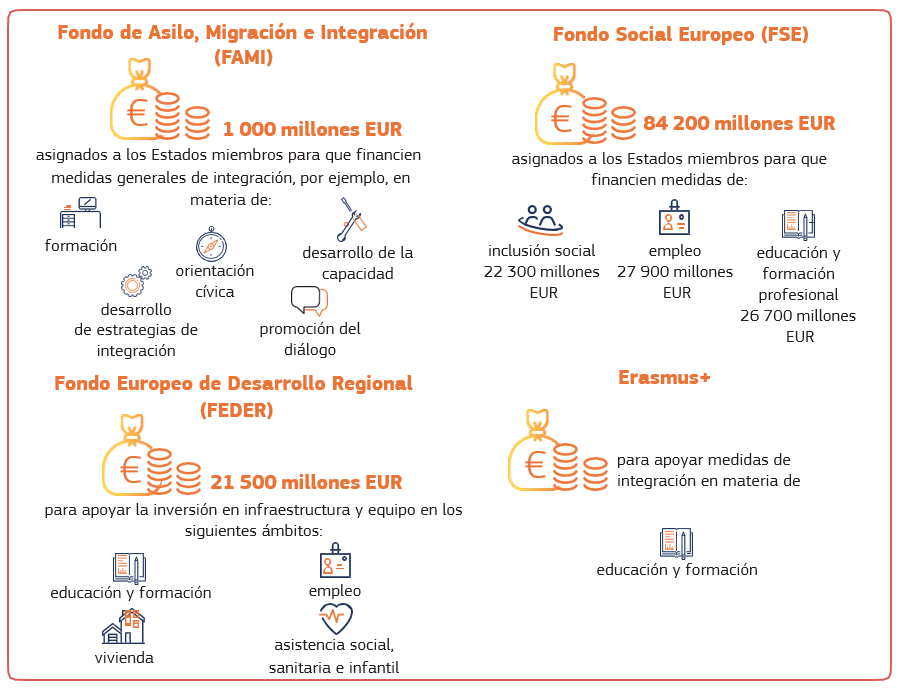 Fondo de Asilo, Migración e Integración
(FAMI)
€
1 000 millones EUR
asignados a los Estados miembros para que financien
medidas generales de integración, por ejemplo, en
materia de:
formación
orientación
cívica
desarrollo de la
capacidad
desarrollo
de estrategias de
integración
promoción del
diálogo
Fondo Social Europeo (FSE)
€
84 200 millones EUR
asignados a los Estados miembros para que
financien medidas de:
inclusión social
22 300 millones
EUR
empleo
27 900 millones
EUR
educación y
formación
profesional
26 700 millones
EUR
Fondo Europeo de Desarrollo Regional
(FEDER)
€
21 500 millones EUR
para apoyar la inversión en infraestructura y equipo en los
siguientes ámbitos:
educación y formación
empleo
vivienda
asistencia social,
sanitaria e infantil
Erasmus+
€
para apoyar medidas de
integración en materia de
educación y formación